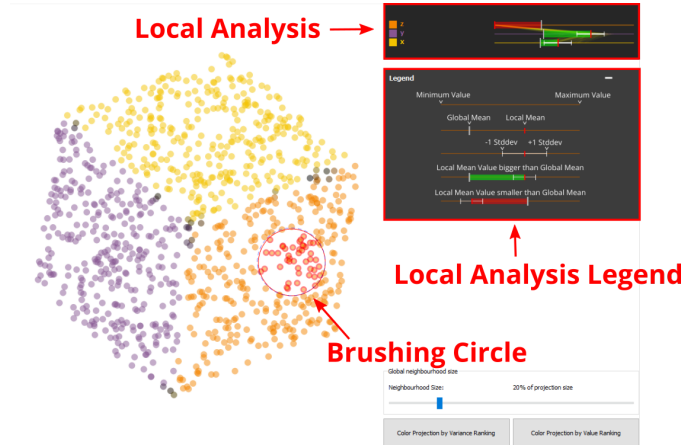 Local Analysis
Z
Y
X
Legend
Minimum Value
Maximum Value
Global Mean
Local Mean
-1 Stddev
+1 Stddev
Local Mean Value bigger than Global Mean
Local Mean Value smaller than Global Mean
Local Analysis Legend
Brushing Circle
Global neighbourhood size
Neighbourhood Size:
20% of projection size
Color Projection by Variance Ranking
Color Projection by Value Ranking